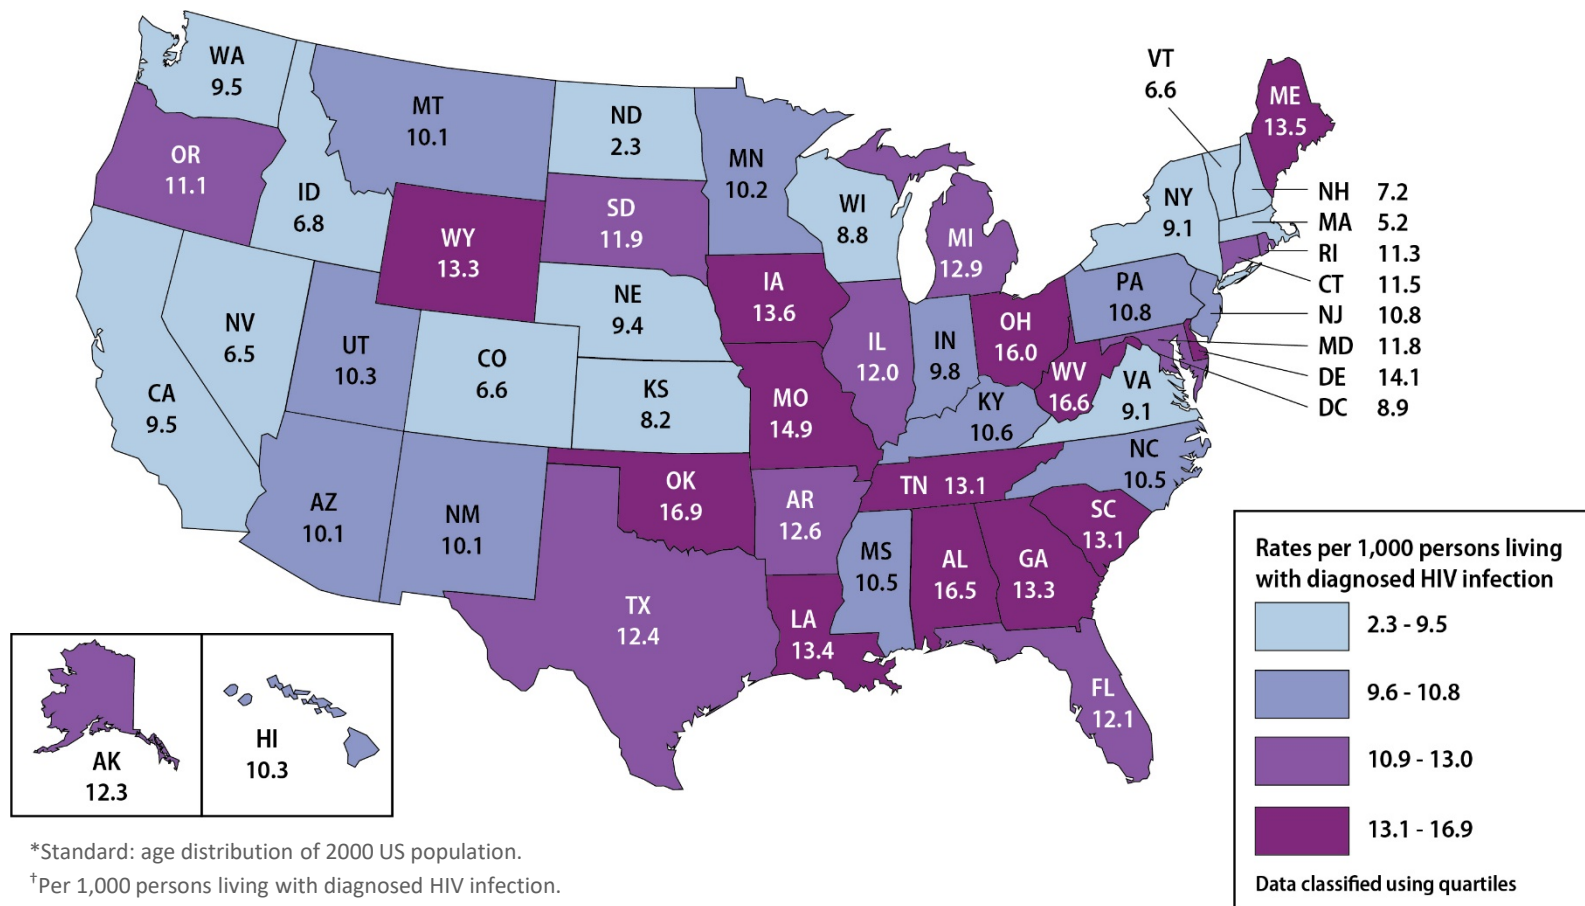 WA
9.5
MT
10.1
ND
2.3
MN
10.2
VT
6.6
ME
13.5
OR
11.1
ID
6.8
WY
13.3
SD
11.9
WI
8.8
MI
12.9
NY
9.1
NH 7.2
MA 5.2
RI 11.3
CT 11.5
NJ 10.8
MD 11.8
DE 14.1
DC 8.9
NV
6.5
UT
10.3
CO
6.6
NE
9.4
IA
13.6
IL
12.0
IN
9.8
OH
16.0
PA
10.8
CA
9.5
KS
8.2
MO
14.9
KY
10.6
WV
16.6
VA
9.1
AZ
10.1
NM
10.1
OK
16.9
AR
12.6
TN 13.1
NC
10.5
SC
13.1
MS
10.5
AL
16.5
GA
13.3
TX
12.4
LA
13.4
FL
12.1
AK
12.3
HI
10.3
Rates per 1,000 persons living
with diagnosed HIV infection
2.3 - 9.5
9.6 - 10.8
10.9 - 13.0
13.1 - 16.9
Data classified using quartiles
*Standard: age distribution of 2000 US population.
†Per 1,000 persons living with diagnosed HIV infection.